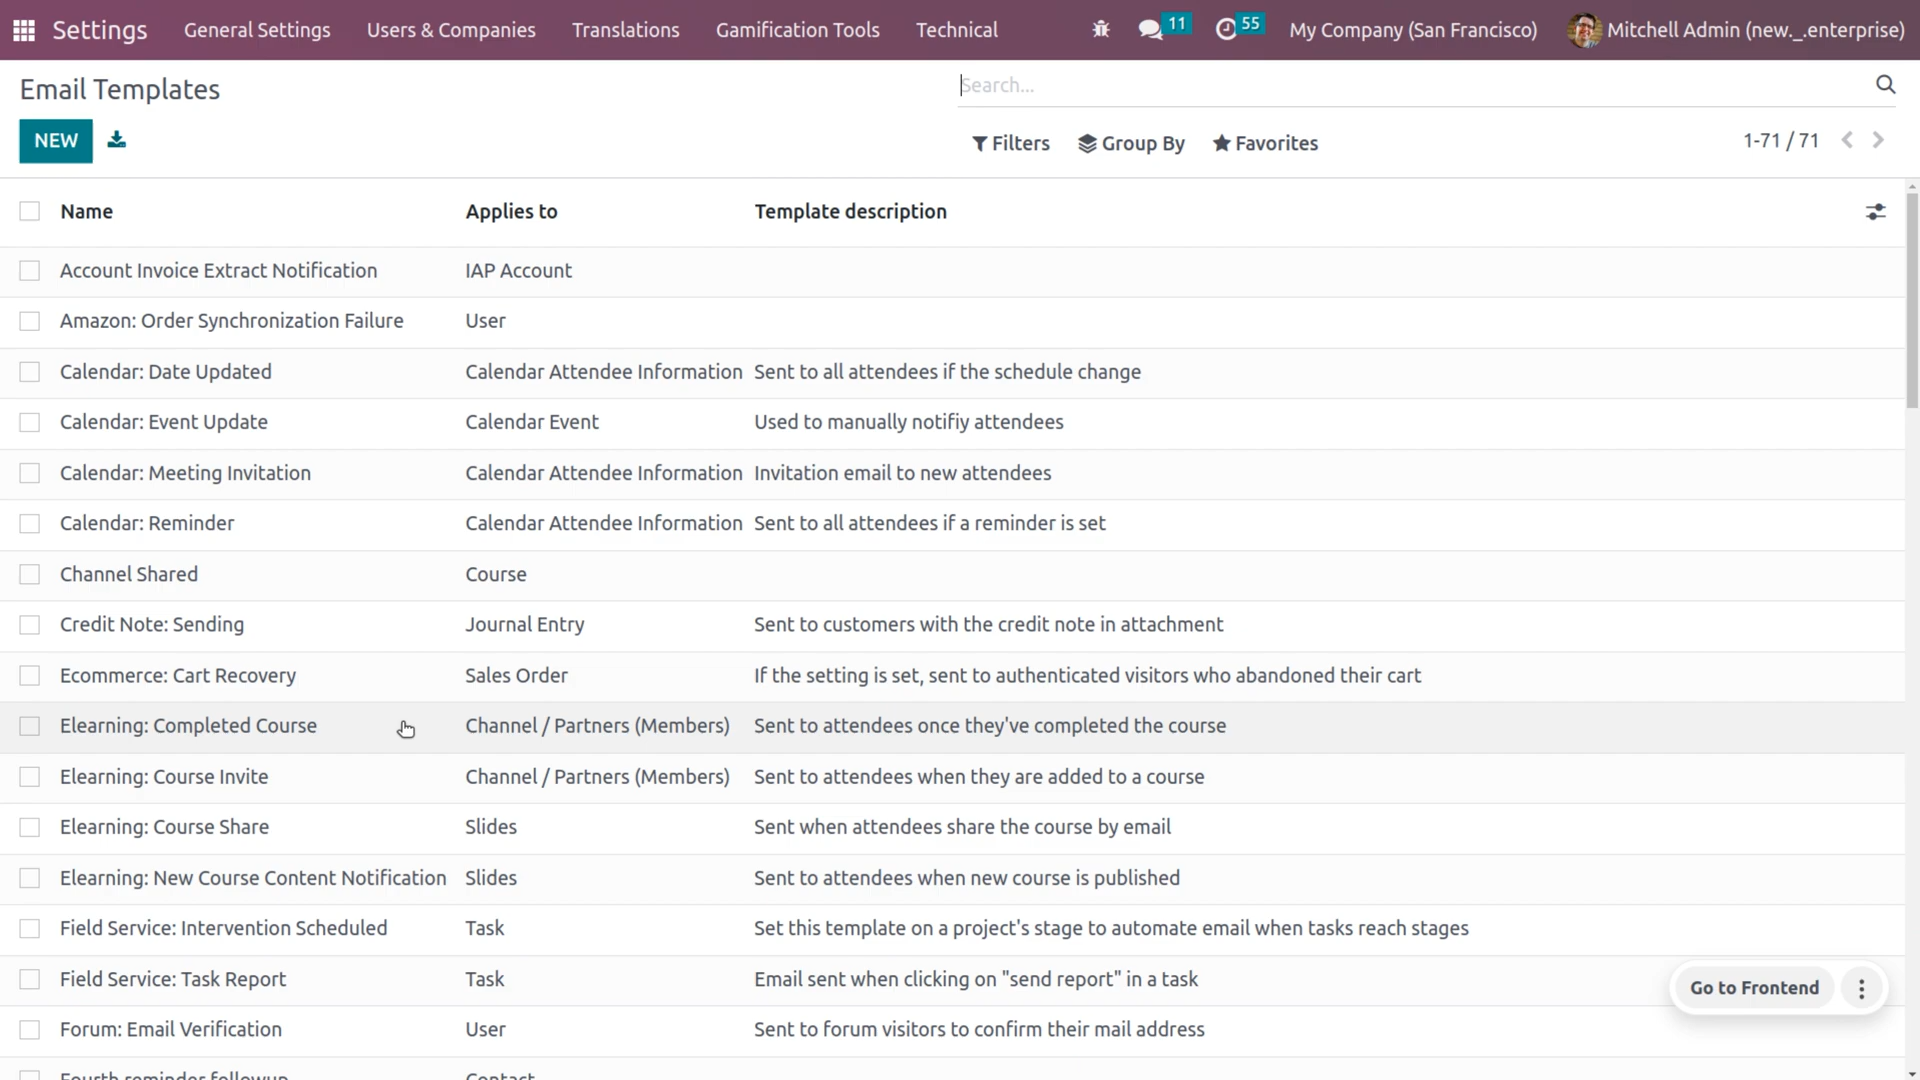 Settings General Settings Users & Companies Translations Gamification Tools Technical 11 55 My Company (San Francisco) Mitchell Admin (new._.enterprise)
Email Templates Search...
NEW Filters Group By Favorites 1-71 / 71
Name Applies to Template description
Account Invoice Extract Notification IAP Account
Amazon: Order Synchronization Failure User
Calendar: Date Updated Calendar Attendee Information Sent to all attendees if the schedule change
Calendar: Event Update Calendar Event Used to manually notifiy attendees
Calendar: Meeting Invitation Calendar Attendee Information Invitation email to new attendees
Calendar: Reminder Calendar Attendee Information Sent to all attendees if a reminder is set
Channel Shared Course
Credit Note: Sending Journal Entry Sent to customers with the credit note in attachment
Ecommerce: Cart Recovery Sales Order If the setting is set, sent to authenticated visitors who abandoned their cart
Elearning: Completed Course Channel / Partners (Members) Sent to attendees once they've completed the course
Elearning: Course Invite Channel / Partners (Members) Sent to attendees when they are added to a course
Elearning: Course Share Slides Sent when attendees share the course by email
Elearning: New Course Content Notification Slides Sent to attendees when new course is published
Field Service: Intervention Scheduled Task Set this template on a project's stage to automate email when tasks reach stages
Field Service: Task Report Task Email sent when clicking on "send report" in a task
Go to Frontend
Forum: Email Verification User Sent to forum visitors to confirm their mail address
Fourth reminder followup Contact